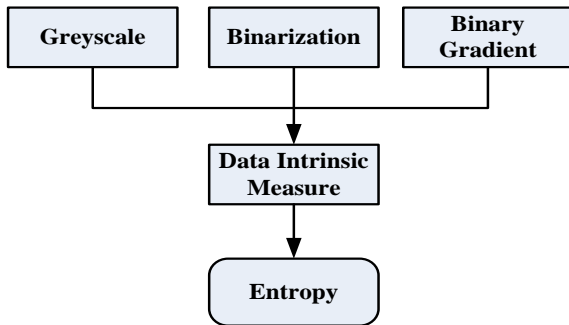 Greyscale
Binarization
Binary
Gradient
Data Intrinsic
Measure
Entropy